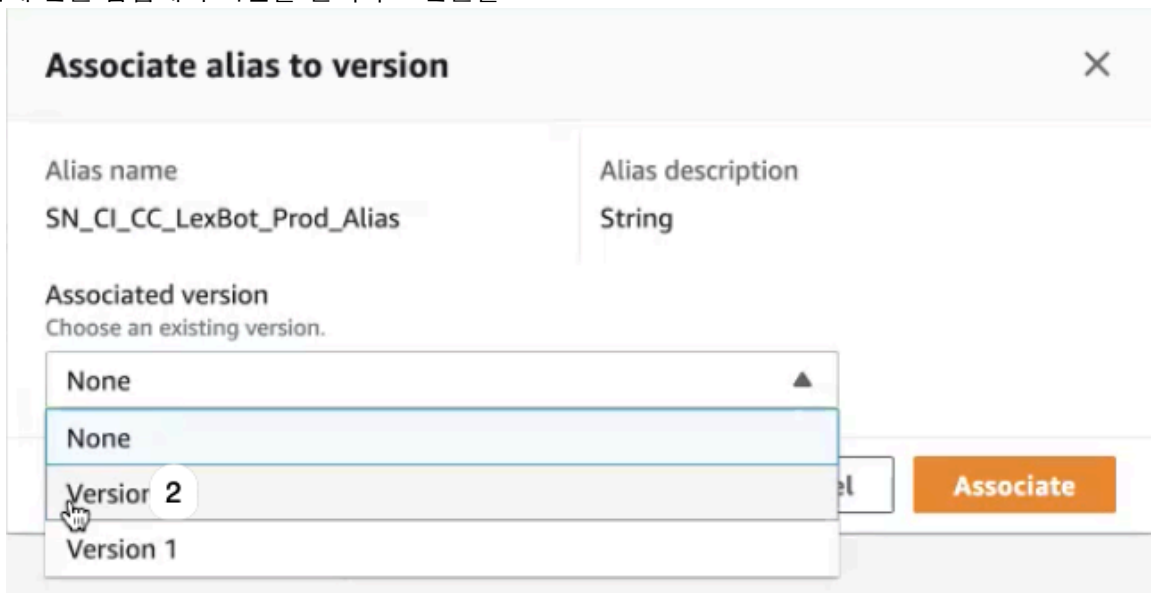 Associate alias to version
Alias name
SN_CI_CC_LexBot_Prod_Alias
Alias description
String
Associated version
Choose an existing version.
None
None
Version 2
Version 1
Associate